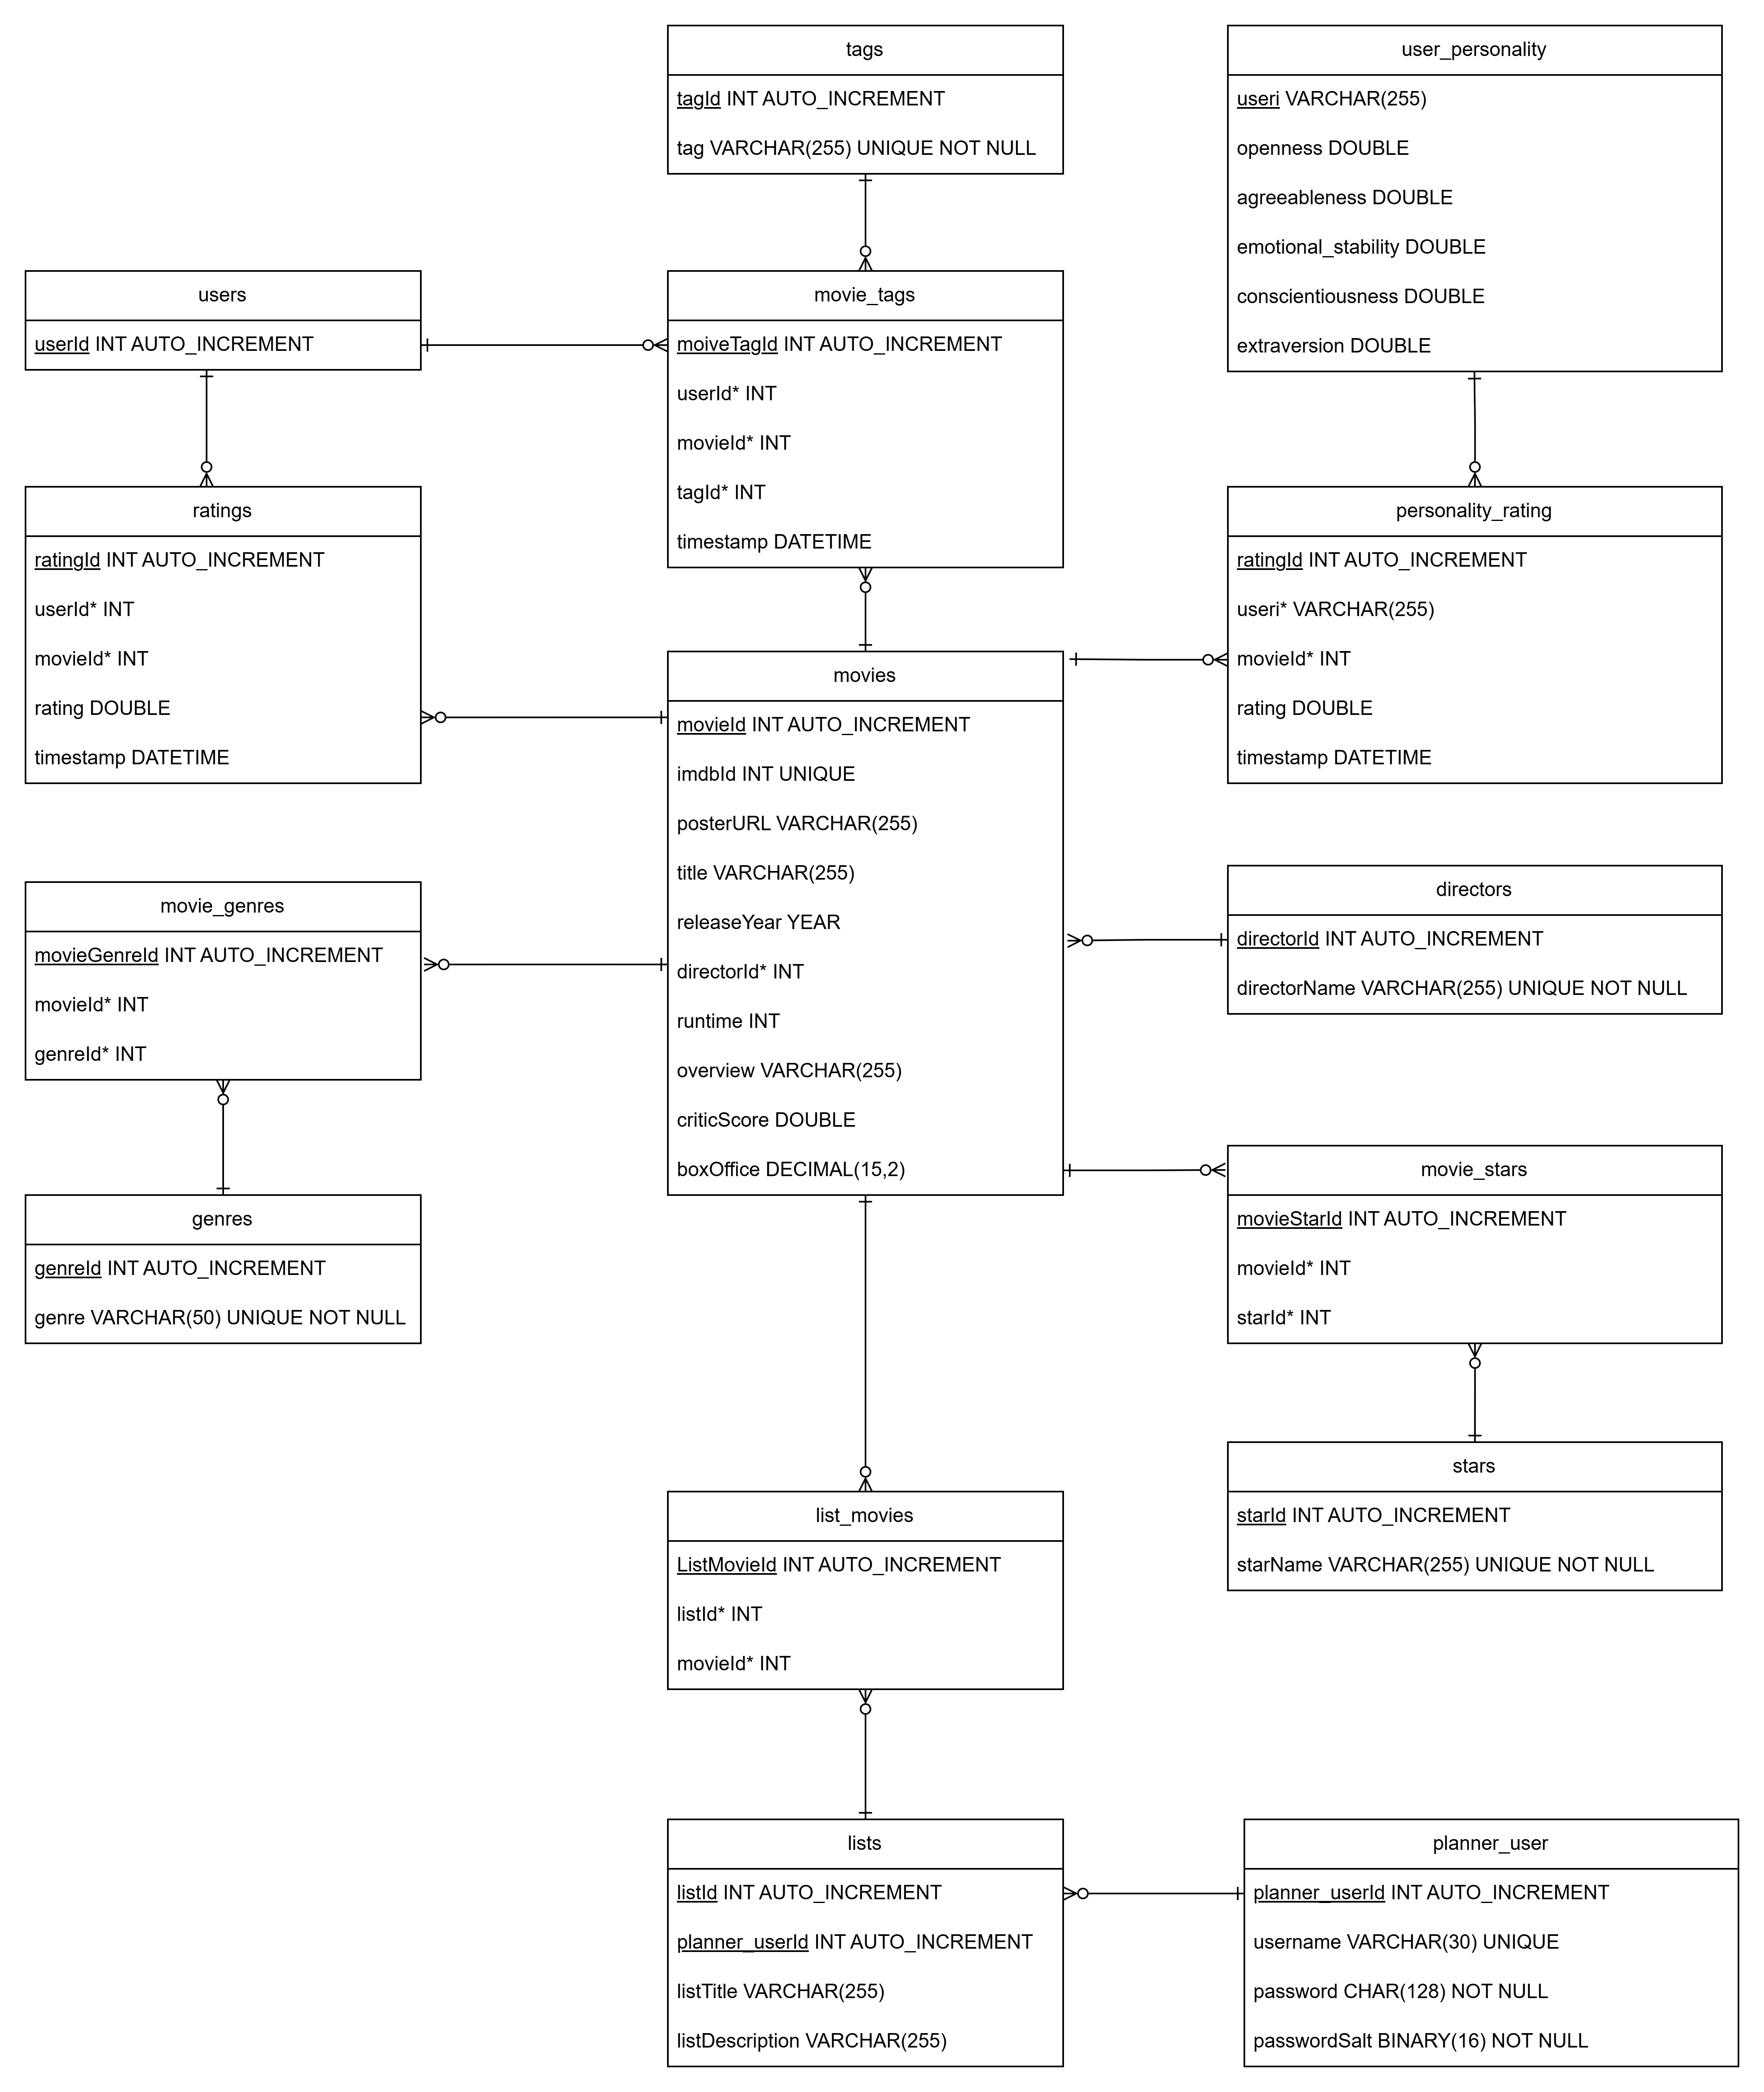 tags
tagId INT AUTO_INCREMENT
tag VARCHAR(255) UNIQUE NOT NULL
user_personality
useri VARCHAR(255)
openness DOUBLE
agreeableness DOUBLE
emotional_stability DOUBLE
conscientiousness DOUBLE
extraversion DOUBLE
users
userId INT AUTO_INCREMENT
movie_tags
moiveTagId INT AUTO_INCREMENT
userId* INT
movieId* INT
tagId* INT
timestamp DATETIME
ratings
ratingId INT AUTO_INCREMENT
userId* INT
movieId* INT
rating DOUBLE
timestamp DATETIME
personality_rating
ratingId INT AUTO_INCREMENT
useri* VARCHAR(255)
movieId* INT
rating DOUBLE
timestamp DATETIME
movies
movieId INT AUTO_INCREMENT
imdbId INT UNIQUE
posterURL VARCHAR(255)
title VARCHAR(255)
releaseYear YEAR
directorId* INT
runtime INT
overview VARCHAR(255)
criticScore DOUBLE
boxOffice DECIMAL(15,2)
directors
directorId INT AUTO_INCREMENT
directorName VARCHAR(255) UNIQUE NOT NULL
movie_genres
movieGenreId INT AUTO_INCREMENT
movieId* INT
genreId* INT
genres
genreId INT AUTO_INCREMENT
genre VARCHAR(50) UNIQUE NOT NULL
movie_stars
movieStarId INT AUTO_INCREMENT
movieId* INT
starId* INT
stars
starId INT AUTO_INCREMENT
starName VARCHAR(255) UNIQUE NOT NULL
list_movies
ListMovieId INT AUTO_INCREMENT
listId* INT
movieId* INT
lists
listId INT AUTO_INCREMENT
planner_userId INT AUTO_INCREMENT
listTitle VARCHAR(255)
listDescription VARCHAR(255)
planner_user
planner_userId INT AUTO_INCREMENT
username VARCHAR(30) UNIQUE
password CHAR(128) NOT NULL
passwordSalt BINARY(16) NOT NULL